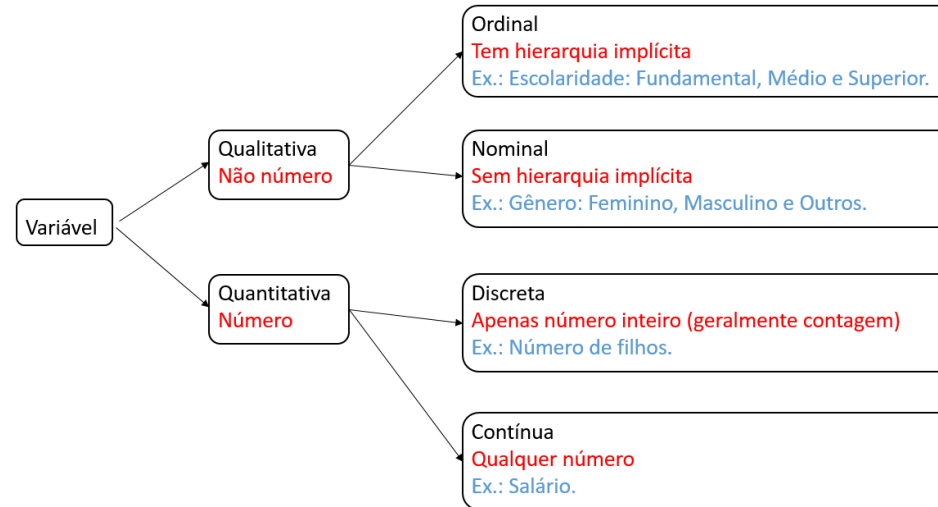 Variável
Qualitativa
Não número
Quantitativa
Número
Ordinal
Tem hierarquia implícita
Ex.: Escolaridade: Fundamental, Médio e Superior.
Nominal
Sem hierarquia implícita
Ex.: Gênero: Feminino, Masculino e Outros.
Discreta
Apenas número inteiro (geralmente contagem)
Ex.: Número de filhos.
Contínua
Qualquer número
Ex.: Salário.